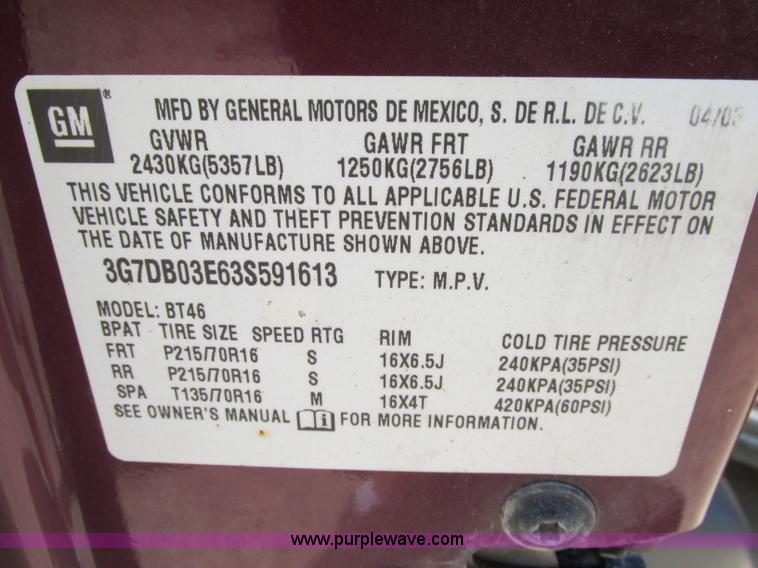 GM ® MFD BY GENERAL MOTORS DE MEXICO, S. DE R.L. DE C.V. 04/03
GVWR GAWR FRT GAWR RR
2430KG(5357LB) 1250KG(2756LB) 1190KG(2623LB)
THIS VEHICLE CONFORMS TO ALL APPLICABLE U.S. FEDERAL MOTOR
VEHICLE SAFETY AND THEFT PREVENTION STANDARDS IN EFFECT ON
THE DATE OF MANUFACTURE SHOWN ABOVE.
3G7DB03E63S591613 TYPE: M.P.V.
MODEL: BT46
BPAT TIRE SIZE SPEED RTG RIM COLD TIRE PRESSURE
FRT P215/70R16 S 16X6.5J 240KPA(35PSI)
RR P215/70R16 S 16X6.5J 240KPA(35PSI)
SPA T135/70R16 M 16X4T 420KPA(60PSI)
SEE OWNER'S MANUAL i FOR MORE INFORMATION.
www.purplewave.com